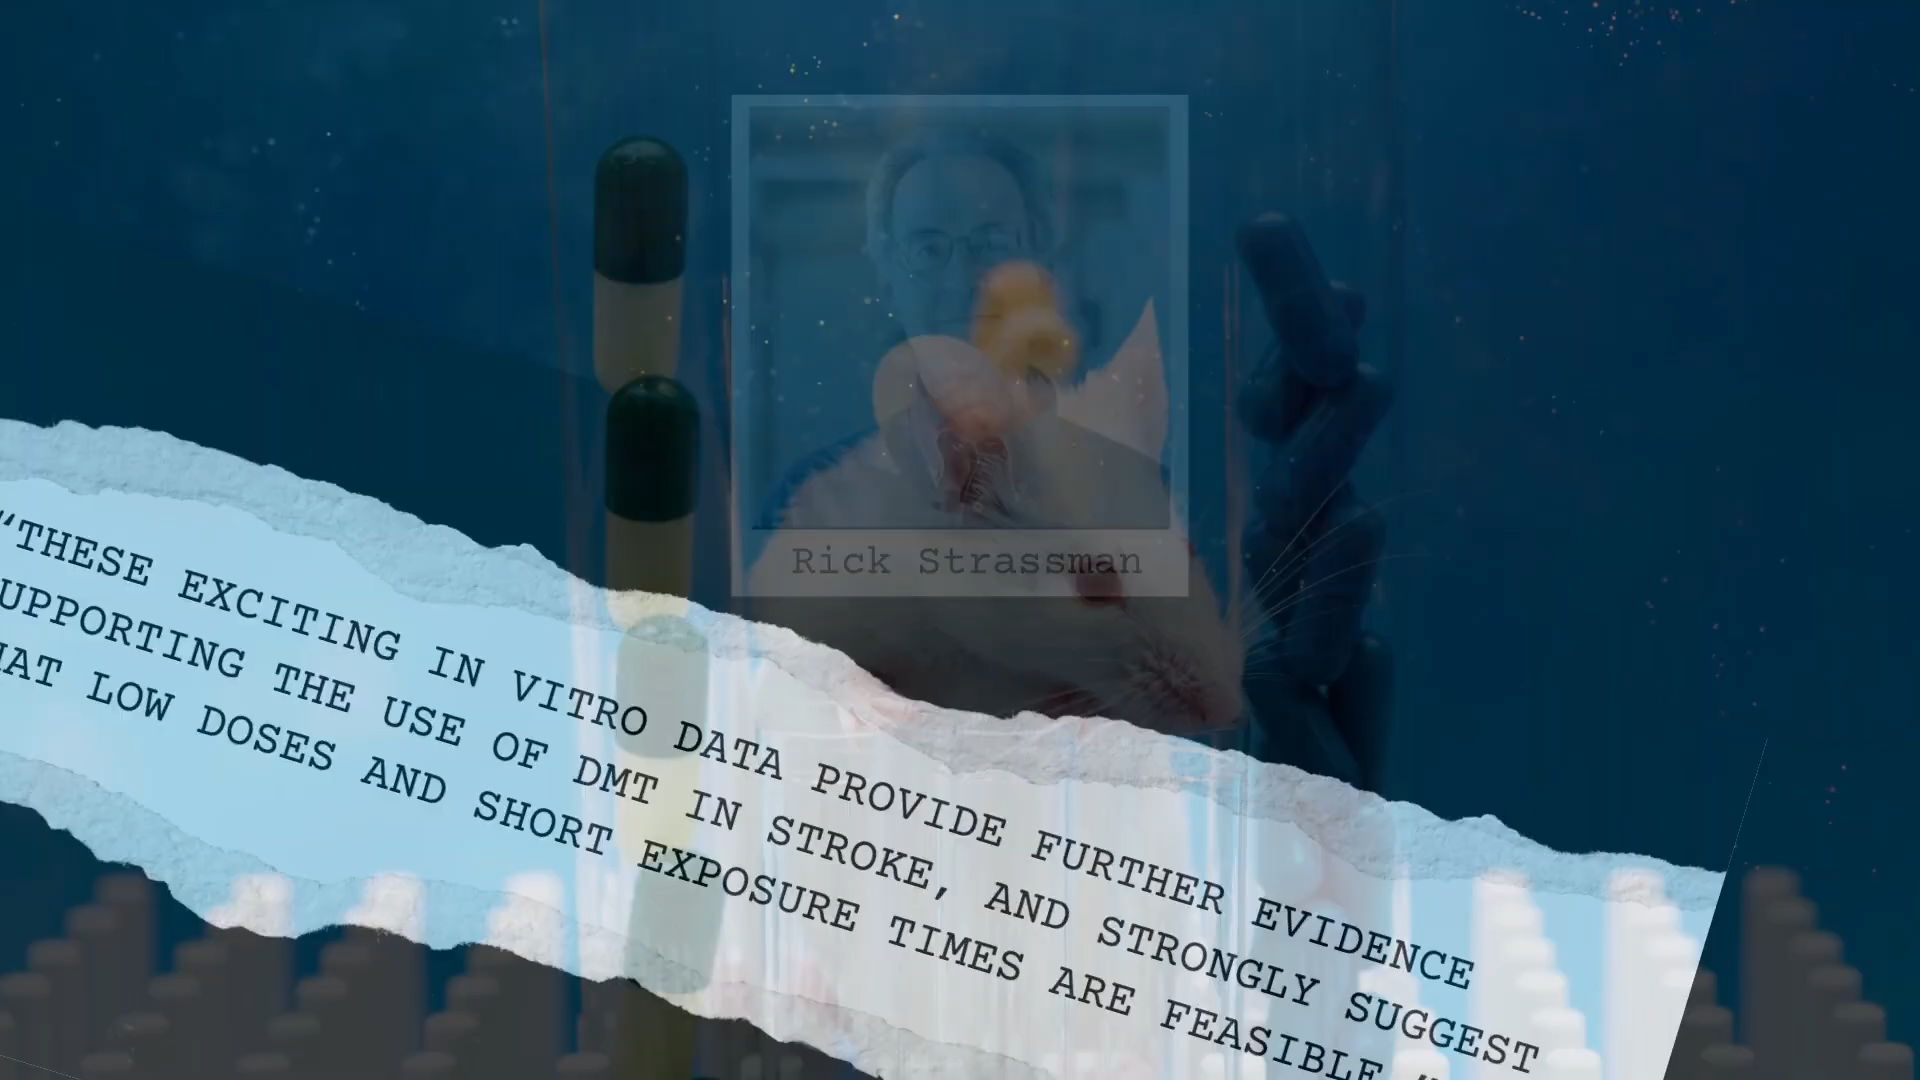 Rick Strassman
“THESE EXCITING IN VITRO DATA PROVIDE FURTHER EVIDENCE
UPPORTING THE USE OF DMT IN STROKE, AND STRONGLY SUGGEST
HAT LOW DOSES AND SHORT EXPOSURE TIMES ARE FEASIBLE.”